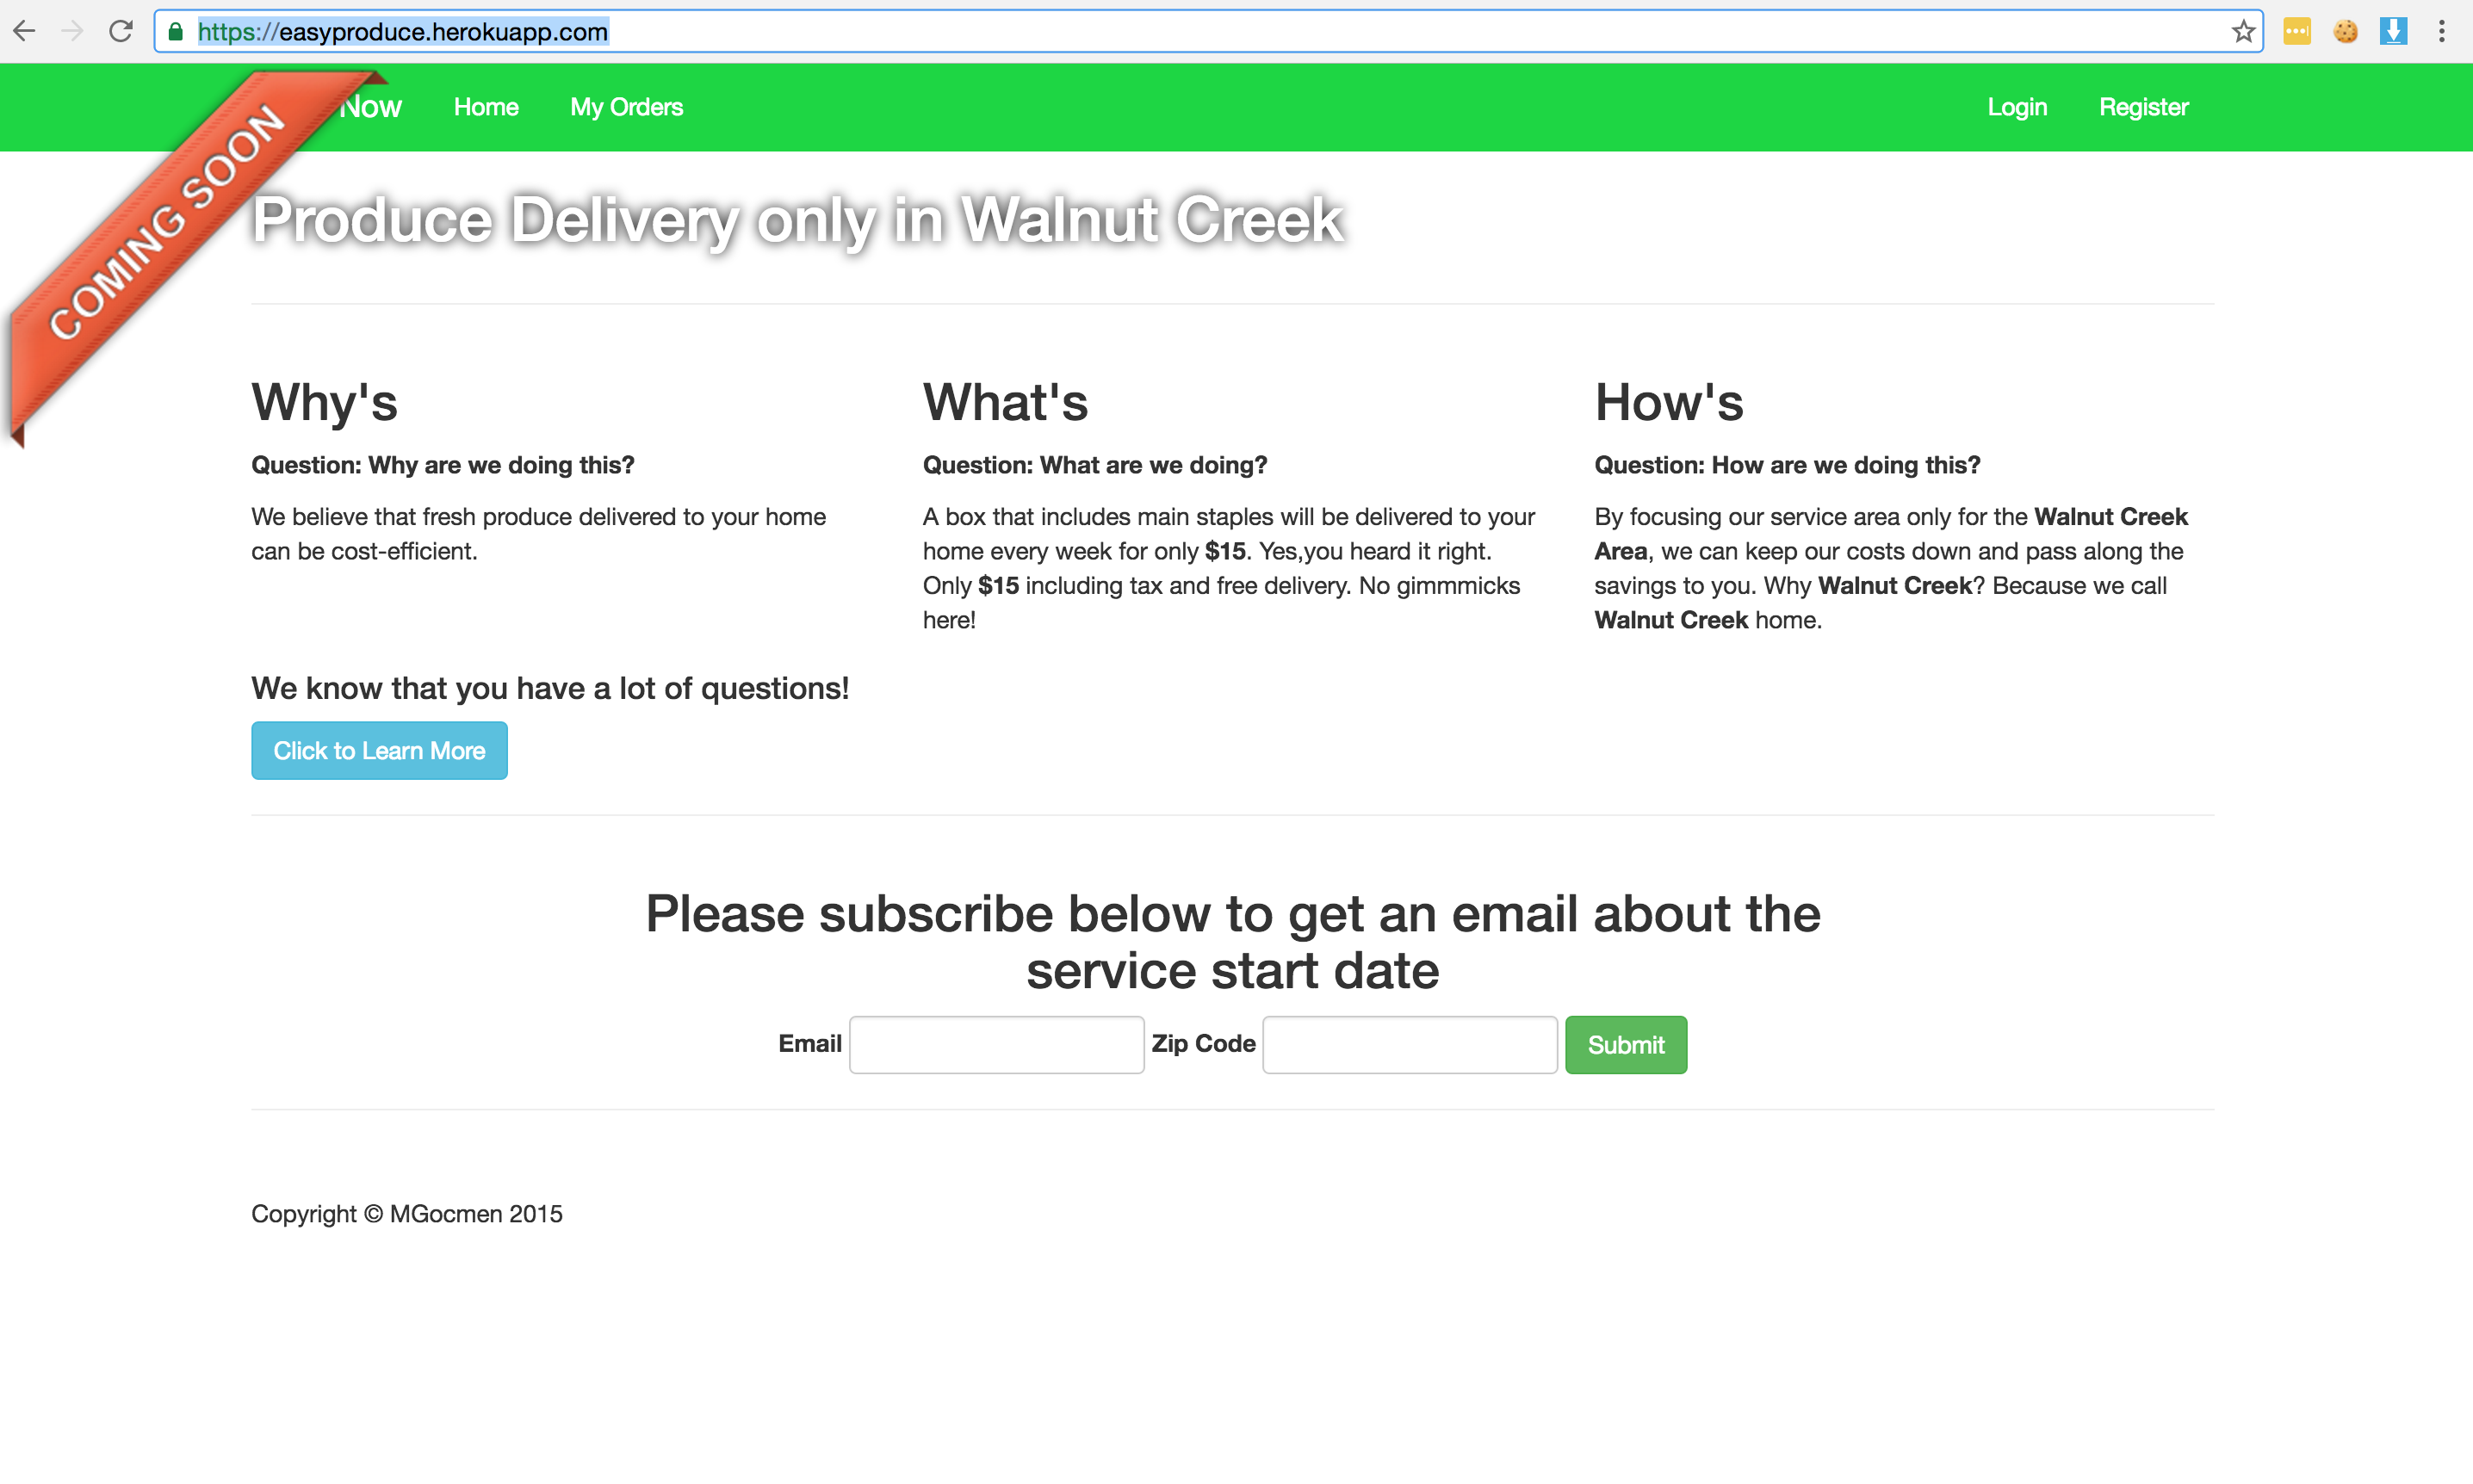 https://easyproduce.herokuapp.com
COMING SOON
Now Home My Orders Login Register
Produce Delivery only in Walnut Creek
Why's
Question: Why are we doing this?
We believe that fresh produce delivered to your home
can be cost-efficient.
What's
Question: What are we doing?
A box that includes main staples will be delivered to your
home every week for only $15. Yes,you heard it right.
Only $15 including tax and free delivery. No gimmmicks
here!
How's
Question: How are we doing this?
By focusing our service area only for the Walnut Creek
Area, we can keep our costs down and pass along the
savings to you. Why Walnut Creek? Because we call
Walnut Creek home.
We know that you have a lot of questions!
Click to Learn More
Please subscribe below to get an email about the
service start date
Email Zip Code Submit
Copyright © MGocmen 2015